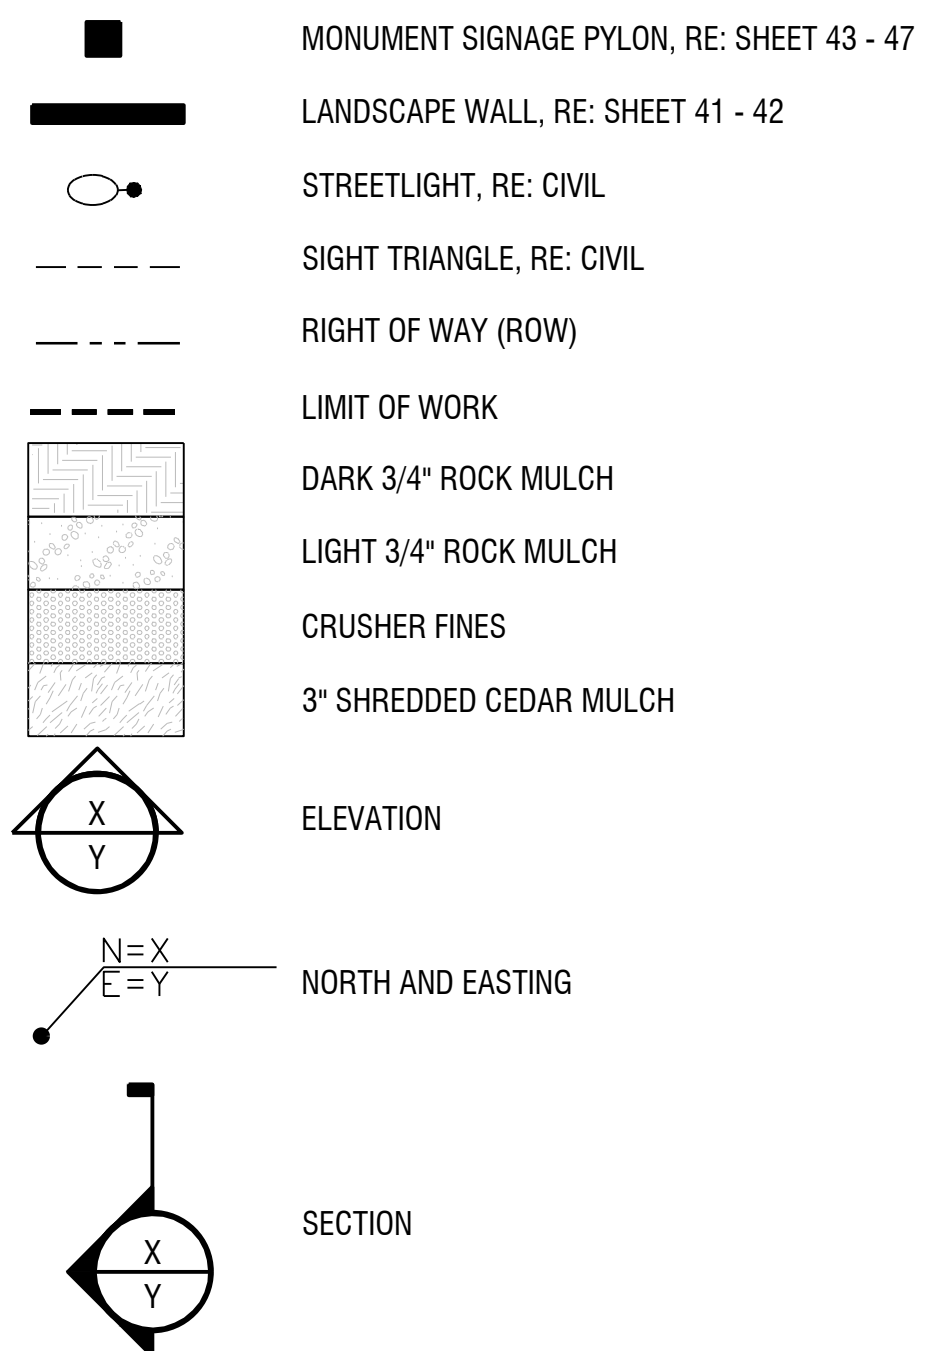 MONUMENT SIGNAGE PYLON, RE: SHEET 43 - 47
LANDSCAPE WALL, RE: SHEET 41 - 42
STREETLIGHT, RE: CIVIL
SIGHT TRIANGLE, RE: CIVIL
RIGHT OF WAY (ROW)
LIMIT OF WORK
DARK 3/4" ROCK MULCH
LIGHT 3/4" ROCK MULCH
CRUSHER FINES
3" SHREDDED CEDAR MULCH
X
Y
ELEVATION
N=X
E=Y
NORTH AND EASTING
SECTION
X
Y